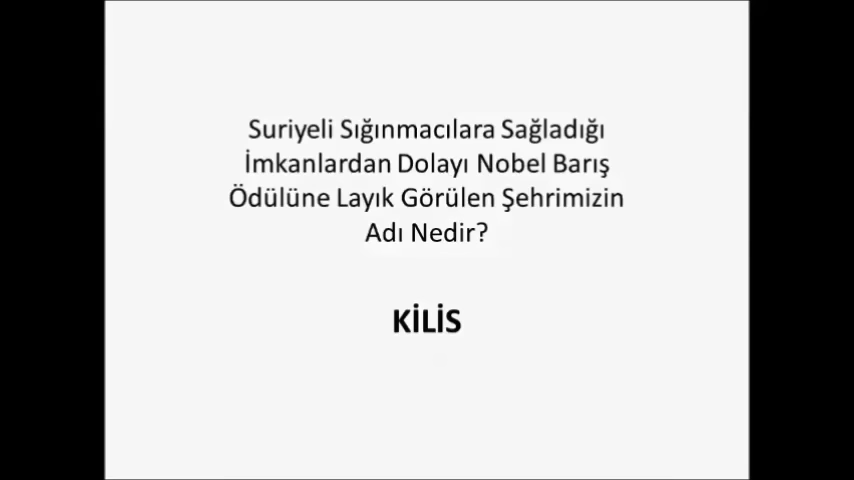 Suriyeli Sığınmacılara Sağladığı
İmkanlardan Dolayı Nobel Barış
Ödülüne Layık Görülen Şehrimizin
Adı Nedir?
KİLİS